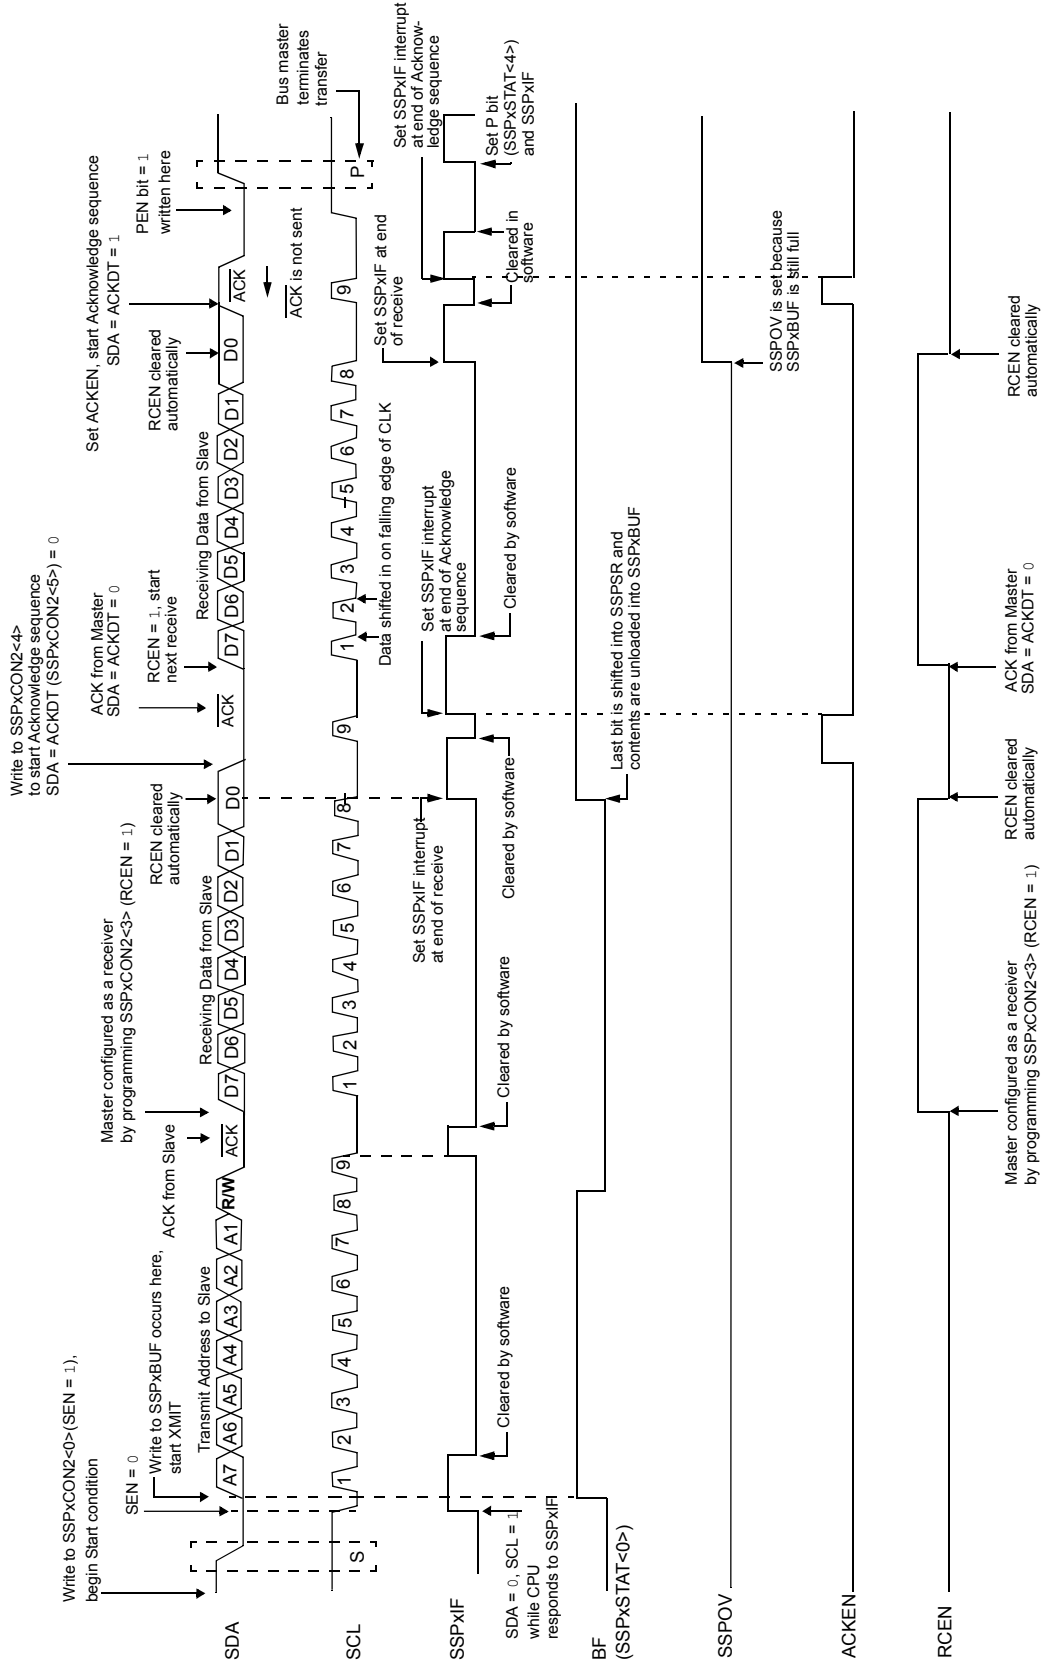 Write to SSPxCON2<0>(SEN = 1),
begin Start condition
SEN = 0
Write to SSPxBUF occurs here,
start XMIT
ACK from Slave
Master configured as a receiver
by programming SSPxCON2<3> (RCEN = 1)
RCEN cleared
automatically
Write to SSPxCON2<4>
to start Acknowledge sequence
SDA = ACKDT (SSPxCON2<5>) = 0
ACK from Master
SDA = ACKDT = 0
RCEN = 1, start
next receive
RCEN cleared
automatically
Set ACKEN, start Acknowledge sequence
SDA = ACKDT = 1
PEN bit = 1
written here
Transmit Address to Slave
Receiving Data from Slave
Receiving Data from Slave
SDA
A7 A6 A5 A4 A3 A2 A1 R/W ACK D7 D6 D5 D4 D3 D2 D1 D0 ACK D7 D6 D5 D4 D3 D2 D1 D0 ACK
ACK is not sent
Bus master
terminates
transfer
SCL
S 1 2 3 4 5 6 7 8 9 1 2 3 4 5 6 7 8 9 1 2 3 4 5 6 7 8 9 P
Data shifted in on falling edge of CLK
Set SSPxIF interrupt
at end of receive
Set SSPxIF interrupt
at end of Acknowledge
sequence
Set SSPxIF at end
of receive
Set SSPxIF interrupt
at end of Acknow-
ledge sequence
SSPxIF
SDA = 0, SCL = 1
while CPU
responds to SSPxIF
Cleared by software
Cleared by software
Cleared by software
Cleared by software
Cleared in
software
Set P bit
(SSPxSTAT<4>)
and SSPxIF
BF
(SSPxSTAT<0>)
Last bit is shifted into SSPSR and
contents are unloaded into SSPxBUF
SSPOV
SSPOV is set because
SSPxBUF is still full
ACKEN
RCEN
Master configured as a receiver
by programming SSPxCON2<3> (RCEN = 1)
RCEN cleared
automatically
ACK from Master
SDA = ACKDT = 0
RCEN cleared
automatically